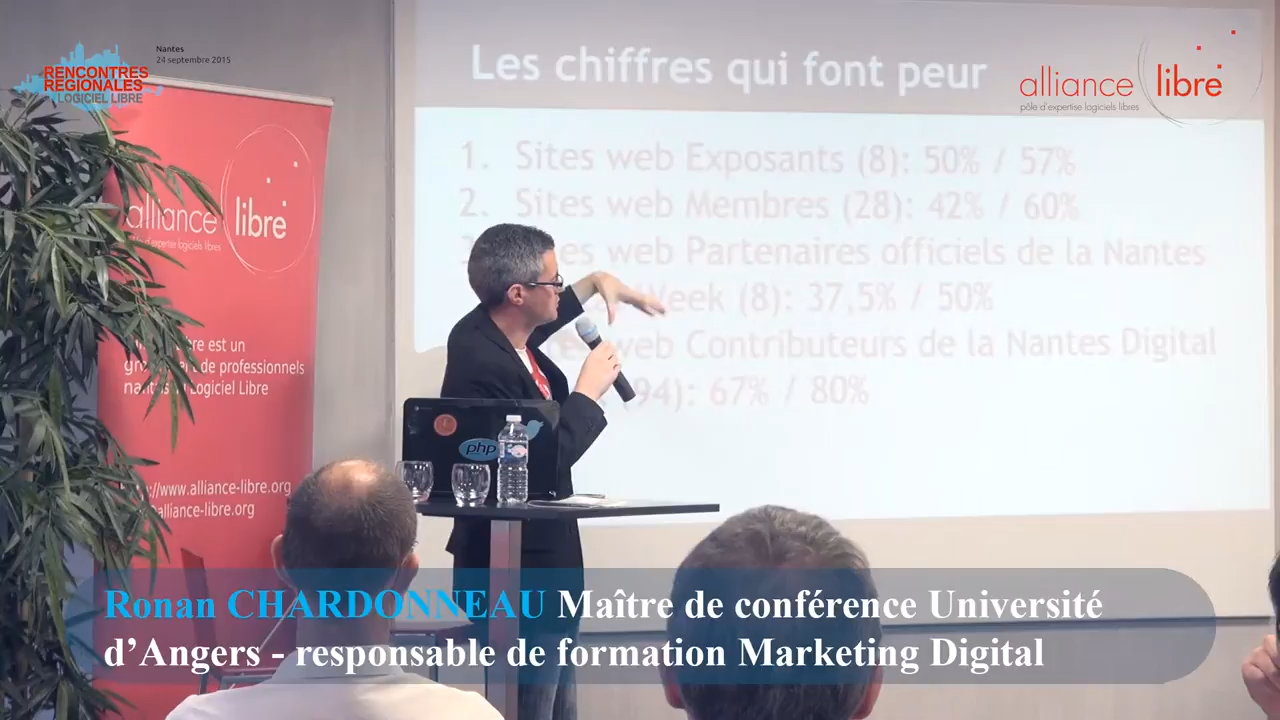 Nantes
24 septembre 2015
RENCONTRES
REGIONALES
LOGICIEL LIBRE
Les chiffres qui font peur
alliance libre
pôle d'expertise logiciels libres
1. Sites web Exposants (8): 50% / 57%
2. Sites web Membres (28): 42% / 60%
web Partenaires officiels de la Nantes
Week (8): 37,5% / 50%
web Contributeurs de la Nantes Digital
(94): 67% / 80%
alliance libre
pôle d'expertise logiciels libres
est un
de professionnels
Logiciel Libre
://www.alliance-libre.org
alliance-libre.org
php
Ronan CHARDONNEAU Maître de conférence Université
d'Angers - responsable de formation Marketing Digital